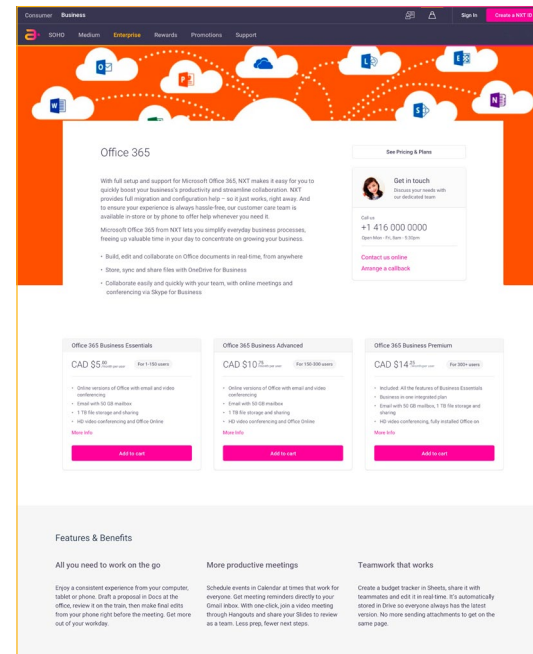 Consumer Business Sign In Create a NXT ID
SOHO Medium Enterprise Rewards Promotions Support
Office 365
With full setup and support for Microsoft Office 365, NXT makes it easy for you to
quickly boost your business's productivity and streamline collaboration. NXT
provides full migration and configuration help – so it just works, right away. And
to ensure your experience is always hassle-free, our customer care team is
available in-store or by phone to offer help whenever you need it.
Microsoft Office 365 from NXT lets you simplify everyday business processes,
freeing up valuable time in your day to concentrate on growing your business.
• Build, edit and collaborate on Office documents in real-time, from anywhere
• Store, sync and share files with OneDrive for Business
• Collaborate easily and quickly with your team, with online meetings and
conferencing via Skype for Business
See Pricing & Plans
Get in touch
Discuss your needs with
our dedicated team
Call us
+1 416 000 0000
Open Mon - Fri, 8am - 5:30pm
Contact us online
Arrange a callback
Office 365 Business Essentials
CAD $5
For 1-150 users
• Online versions of Office with email and video
conferencing
• Email with 50 GB mailbox
• 1 TB file storage and sharing
• HD video conferencing and Office Online
More Info
Add to cart
Office 365 Business Advanced
CAD $10
For 150-300 users
• Online versions of Office with email and video
conferencing
• Email with 50 GB mailbox
• 1 TB file storage and sharing
• HD video conferencing and Office Online
More Info
Add to cart
Office 365 Business Premium
CAD $14
For 300+ users
• Included: All the features of Business Essentials
• Business in one integrated plan
• Email with 50 GB mailbox, 1 TB file storage and
sharing
• HD video conferencing, fully installed Office on
More Info
Add to cart
Features & Benefits
All you need to work on the go
Enjoy a consistent experience from your computer,
tablet or phone. Draft a proposal in Docs at the
office, review it on the train, then make final edits
from your phone right before the meeting. Get more
out of your workday.
More productive meetings
Schedule events in Calendar at times that work for
everyone. Get meeting reminders directly to your
Gmail inbox. With one-click, join a video meeting
through Hangouts and share your Slides to review
as a team. Less prep, fewer next steps.
Teamwork that works
Create a budget tracker in Sheets, share it with
teammates and edit it in real-time. It's automatically
stored in Drive so everyone always has the latest
version. No more sending attachments to get on the
same page.